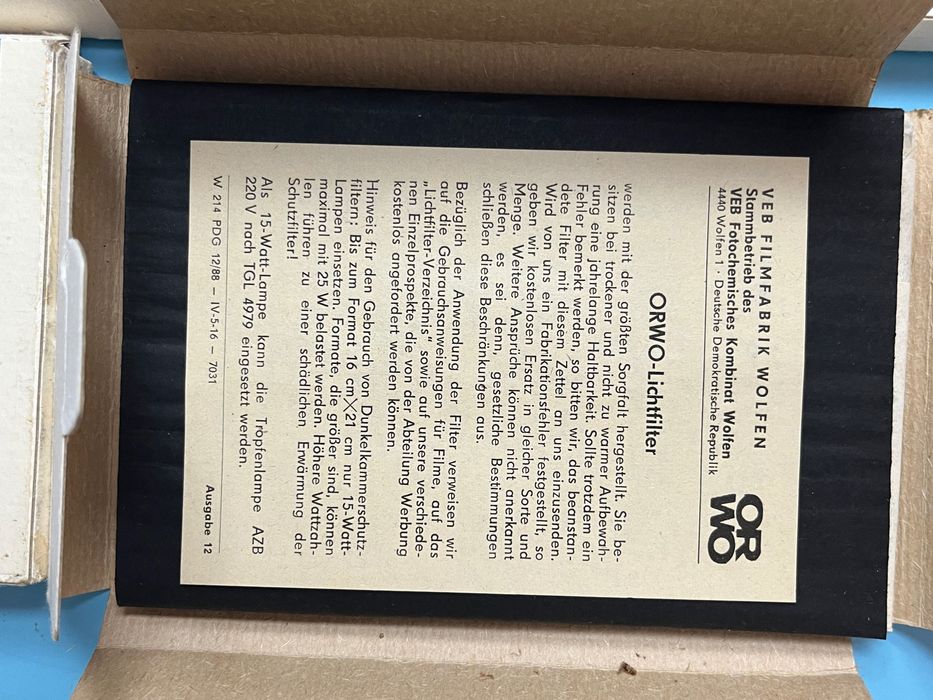 VEB FILMFABRIK WOLFEN
Stammbetrieb des
VEB Fotochemisches Kombinat Wolfen
4440 Wolfen 1 · Deutsche Demokratische Republik
OR
WO
ORWO-Lichtfilter
werden mit der größten Sorgfalt hergestellt. Sie be-
sitzen bei trockener und nicht zu warmer Aufbewah-
rung eine jahrelange Haltbarkeit. Sollte trotzdem ein
Fehler bemerkt werden, so bitten wir, das beanstan-
dete Filter mit diesem Zettel an uns einzusenden.
Wird von uns ein Fabrikationsfehler festgestellt, so
geben wir kostenlosen Ersatz in gleicher Sorte und
Menge. Weitere Ansprüche können nicht anerkannt
werden, es sei denn, gesetzliche Bestimmungen
schließen diese Beschränkungen aus.
Bezüglich der Anwendung der Filter verweisen wir
auf die Gebrauchsanweisungen für Filme, auf das
„Lichtfilter-Verzeichnis“ sowie auf unsere verschiede-
nen Einzelprospekte, die von der Abteilung Werbung
kostenlos angefordert werden können.
Hinweis für den Gebrauch von Dunkelkammerschutz-
filtern: Bis zum Format 16 cm×21 cm nur 15-Watt-
Lampen einsetzen. Formate, die größer sind, können
maximal mit 25 W belastet werden. Höhere Wattzah-
len führen zu einer schädlichen Erwärmung der
Schutzfilter!
Als 15-Watt-Lampe kann die Tropfenlampe AZB
220 V nach TGL 4979 eingesetzt werden.
W 214 PDG 12/88 – IV-5-16 – 7031
Ausgabe 12